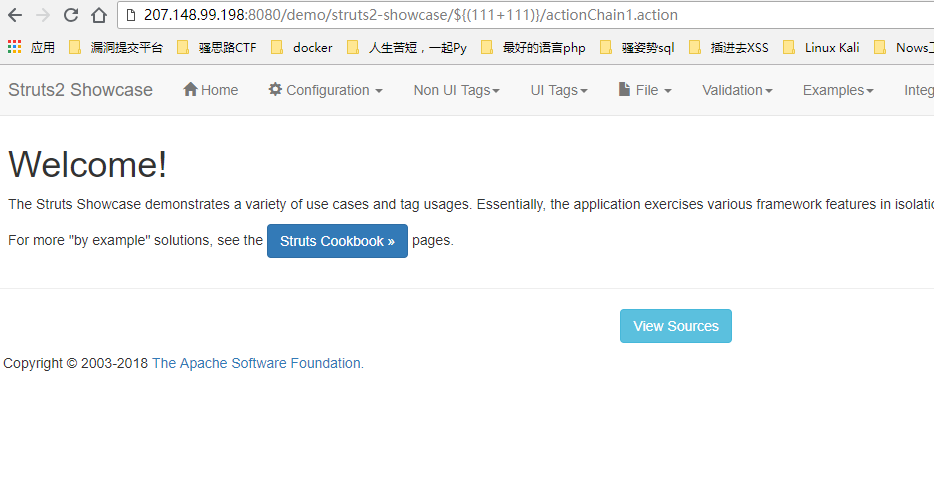 207.148.99.198:8080/demo/struts2-showcase/${(111+111)}/actionChain1.action
应用 漏洞提交平台 骚思路CTF docker 人生苦短，一起Py 最好的语言php 骚姿势sql 插进去XSS Linux Kali Nows工
Struts2 Showcase Home Configuration Non UI Tags UI Tags File Validation Examples Integ
Welcome!
The Struts Showcase demonstrates a variety of use cases and tag usages. Essentially, the application exercises various framework features in isolatio
For more "by example" solutions, see the Struts Cookbook » pages.
View Sources
Copyright © 2003-2018 The Apache Software Foundation.